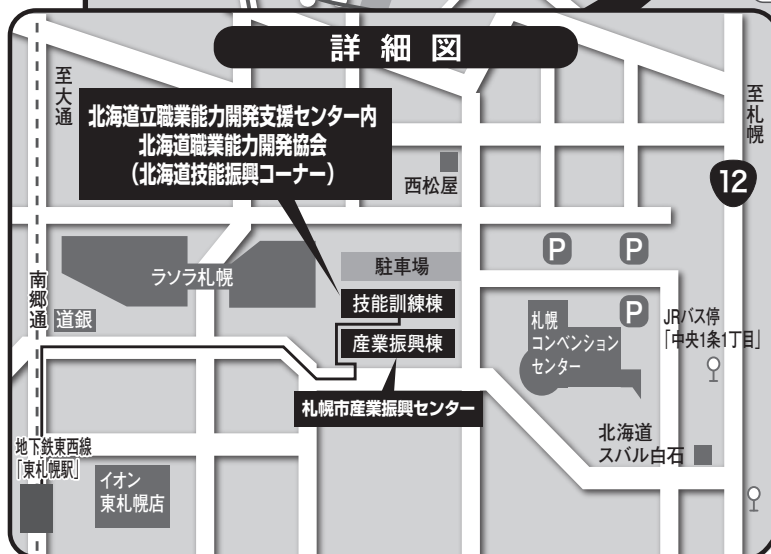 詳細図
至大通
北海道立職業能力開発支援センター内
北海道職業能力開発協会
（北海道技能振興コーナー）
西松屋
至札幌
12
P
P
P
駐車場
ラソラ札幌
技能訓練棟
産業振興棟
南郷通
道銀
札幌
コンベンション
センター
JRバス停
「中央1条1丁目」
札幌市産業振興センター
北海道
スバル白石
地下鉄東西線
「東札幌駅」
イオン
東札幌店